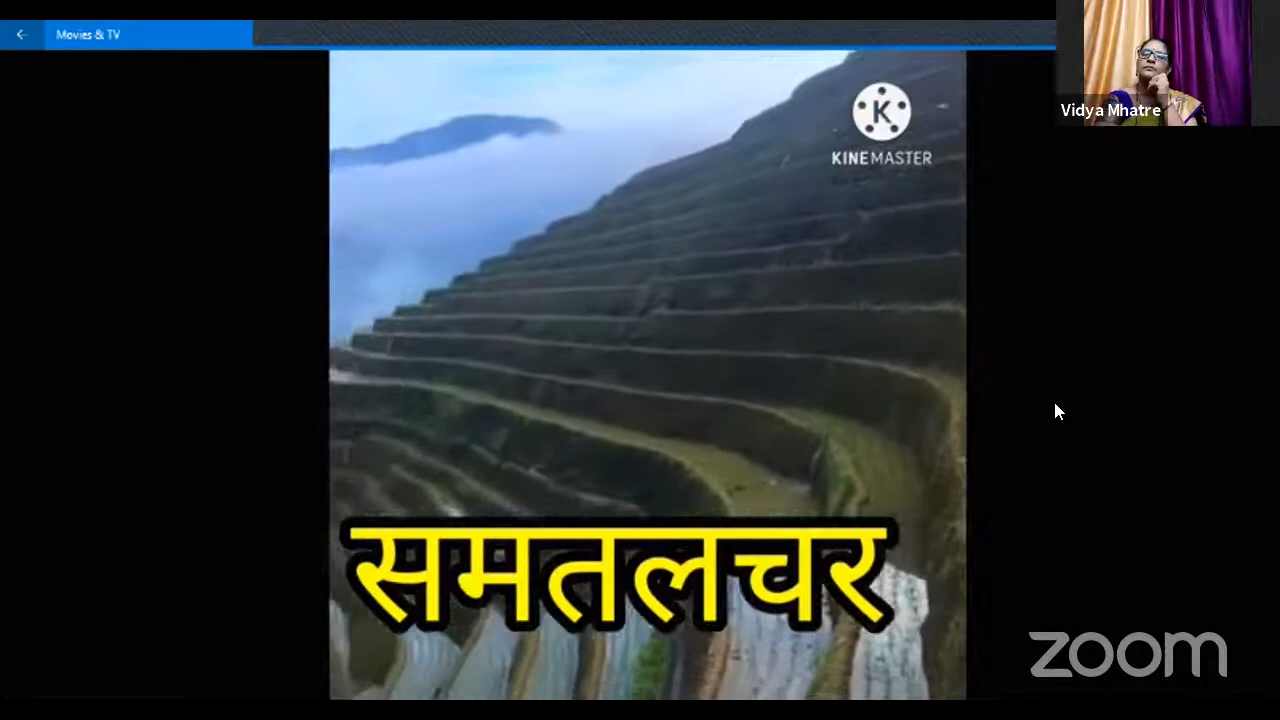 Movies & TV
Vidya Mhatre
K
KINEMASTER
समतलचर
zoom